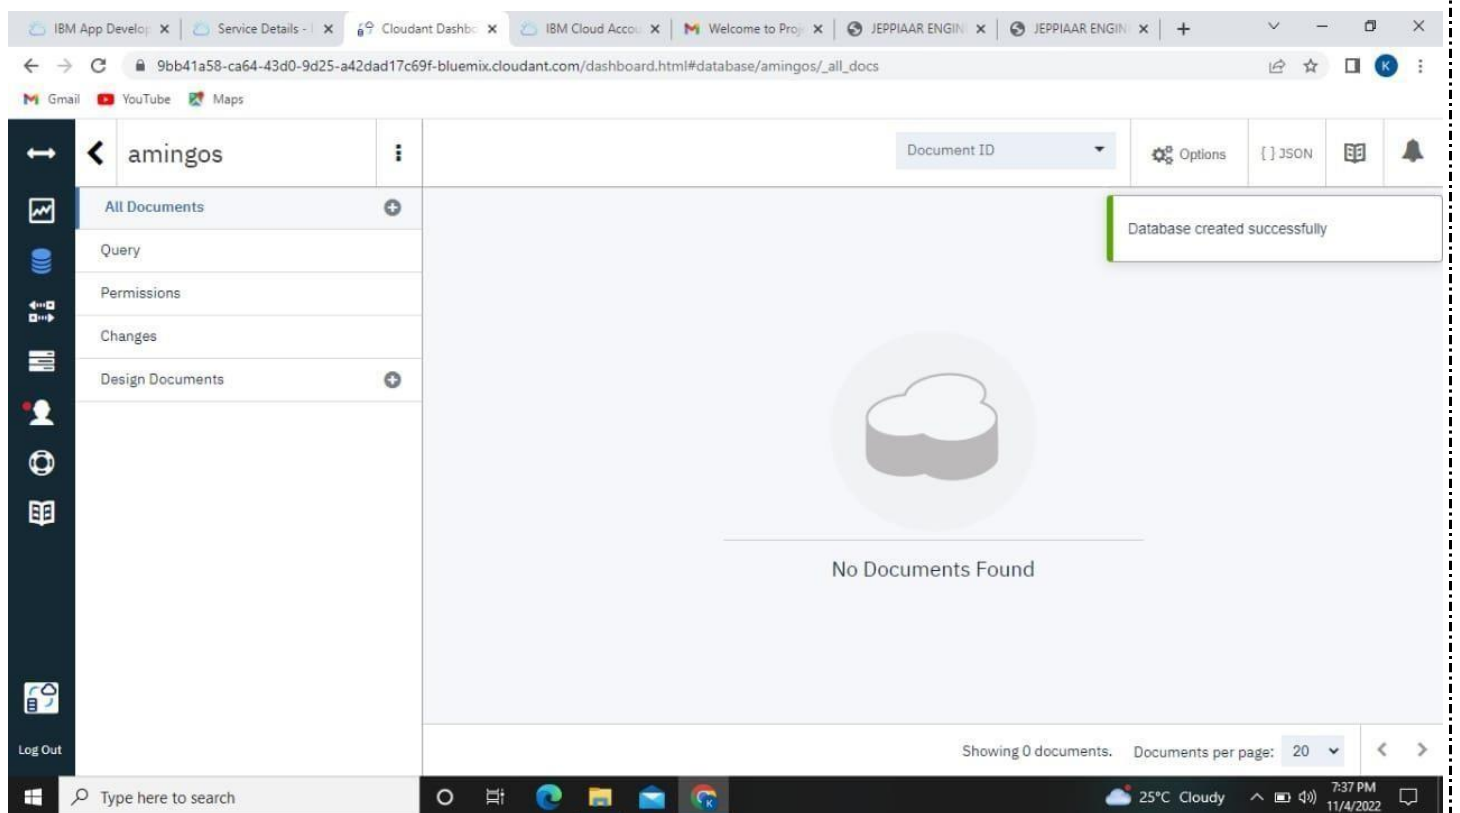 IBM App Develop Service Details - Cloudant Dashbo IBM Cloud Accou Welcome to Proj JEPPIAAR ENGIN JEPPIAAR ENGIN
9bb41a58-ca64-43d0-9d25-a42dad17c69f-bluemix.cloudant.com/dashboard.html#database/amingos/_all_docs K
Gmail YouTube Maps
amingos Document ID Options { } JSON
All Documents
Database created successfully
Query
Permissions
Changes
Design Documents
No Documents Found
Log Out Showing 0 documents. Documents per page: 20
Type here to search 25°C Cloudy 7:37 PM
11/4/2022